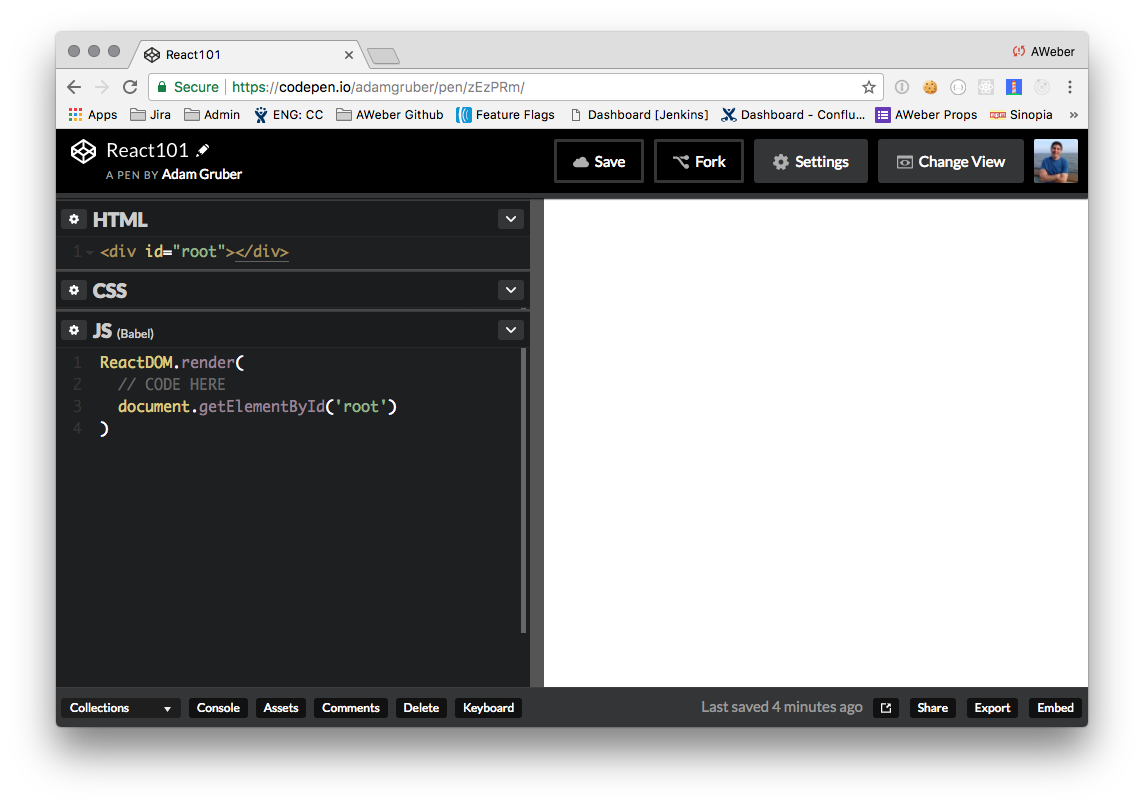 React101
AWeber
Secure https://codepen.io/adamgruber/pen/zEzPRm/
Apps Jira Admin ENG: CC AWeber Github Feature Flags Dashboard [Jenkins] Dashboard - Conflu... AWeber Props npm Sinopia »
React101
A PEN BY Adam Gruber
Save Fork Settings Change View
HTML
1 <div id="root"></div>
CSS
JS (Babel)
1 ReactDOM.render(
2 // CODE HERE
3 document.getElementById('root')
4 )
Collections Console Assets Comments Delete Keyboard Last saved 4 minutes ago Share Export Embed